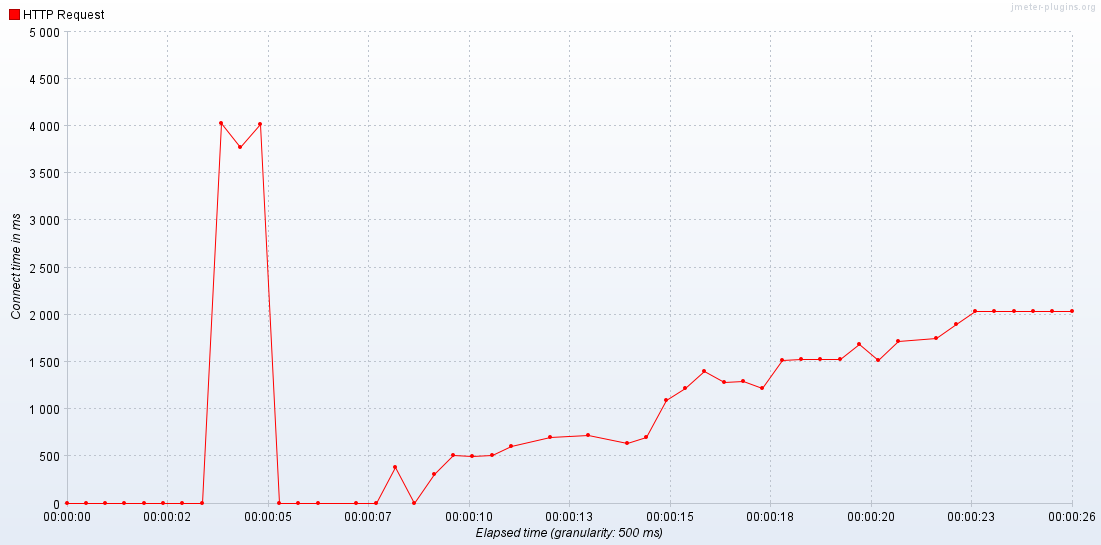 jmeter-plugins.org
HTTP Request
5 000
4 500
4 000
3 500
3 000
2 500
2 000
1 500
1 000
500
0
Connect time in ms
00:00:00 00:00:02 00:00:05 00:00:07 00:00:10 00:00:13 00:00:15 00:00:18 00:00:20 00:00:23 00:00:26
Elapsed time (granularity: 500 ms)